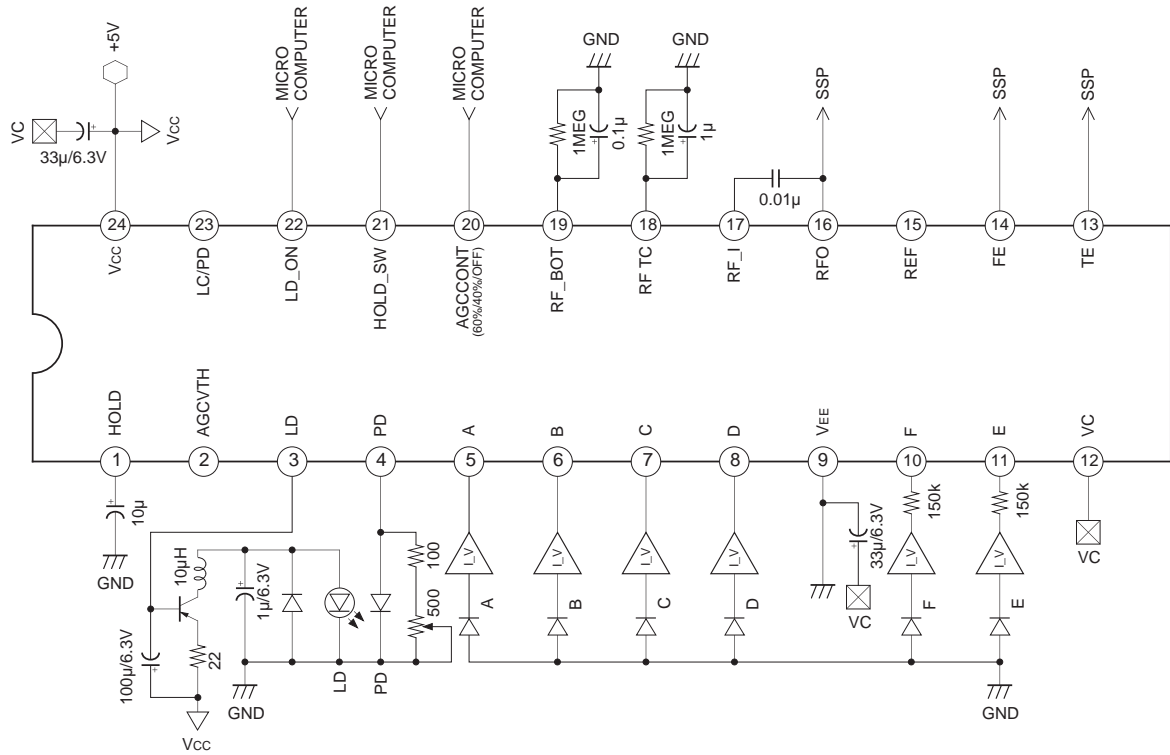 +5V
VC
33µ/6.3V
VCC
MICRO
COMPUTER
MICRO
COMPUTER
MICRO
COMPUTER
GND
1MEG
0.1µ
GND
1MEG
1µ
0.01µ
SSP
SSP
SSP
24
23
22
21
20
19
18
17
16
15
14
13
VCC
LC/PD
LD_ON
HOLD_SW
AGCCONT
(60%/40%/OFF)
RF_BOT
RF TC
RF_I
RFO
REF
FE
TE
HOLD
AGCVTH
LD
PD
A
B
C
D
VEE
F
E
VC
1
2
3
4
5
6
7
8
9
10
11
12
10µ
GND
100µ/6.3V
10µH
22
VCC
1µ/6.3V
GND
LD
PD
100
500
I_V
I_V
I_V
I_V
I_V
I_V
A
B
C
D
F
E
33µ/6.3V
VC
150k
150k
GND
VC